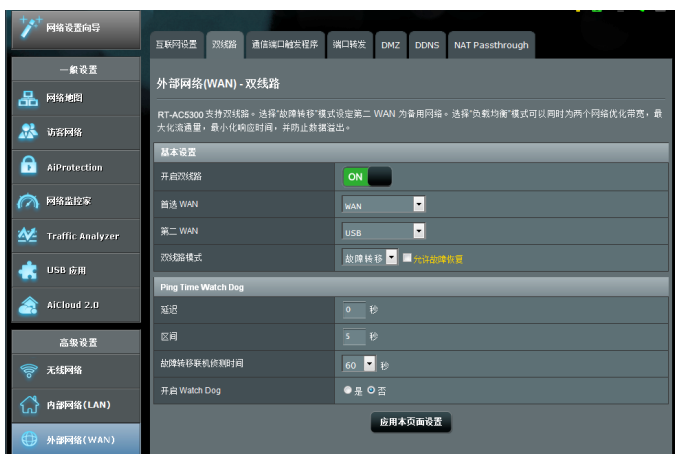 网络设置向导
一般设置
网络地图
访客网络
AiProtection
网络监控家
Traffic Analyzer
USB 应用
AiCloud 2.0
高级设置
无线网络
内部网络(LAN)
外部网络(WAN)
互联网设置 双线路 通信端口触发程序 端口转发 DMZ DDNS NAT Passthrough
外部网络(WAN) - 双线路
RT-AC5300 支持双线路。选择“故障转移”模式设定第二 WAN 为备用网络。选择“负载均衡”模式可以同时为两个网络优化带宽，最
大化流通量，最小化响应时间，并防止数据溢出。
基本设置
开启双线路 ON
首选 WAN WAN
第二 WAN USB
双线路模式 故障转移 允许故障恢复
Ping Time Watch Dog
延迟 0 秒
区间 5 秒
故障转移联机侦测时间 60 秒
开启 Watch Dog 是 否
应用本页面设置